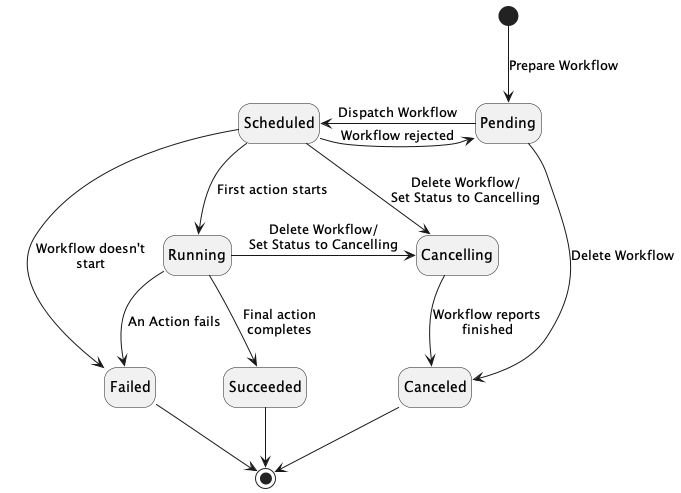 Prepare Workflow
Scheduled
Dispatch Workflow
Workflow rejected
Pending
First action starts
Delete Workflow/
Set Status to Cancelling
Workflow doesn't
start
Running
Delete Workflow/
Set Status to Cancelling
Cancelling
Delete Workflow
An Action fails
Final action
completes
Workflow reports
finished
Failed
Succeeded
Canceled